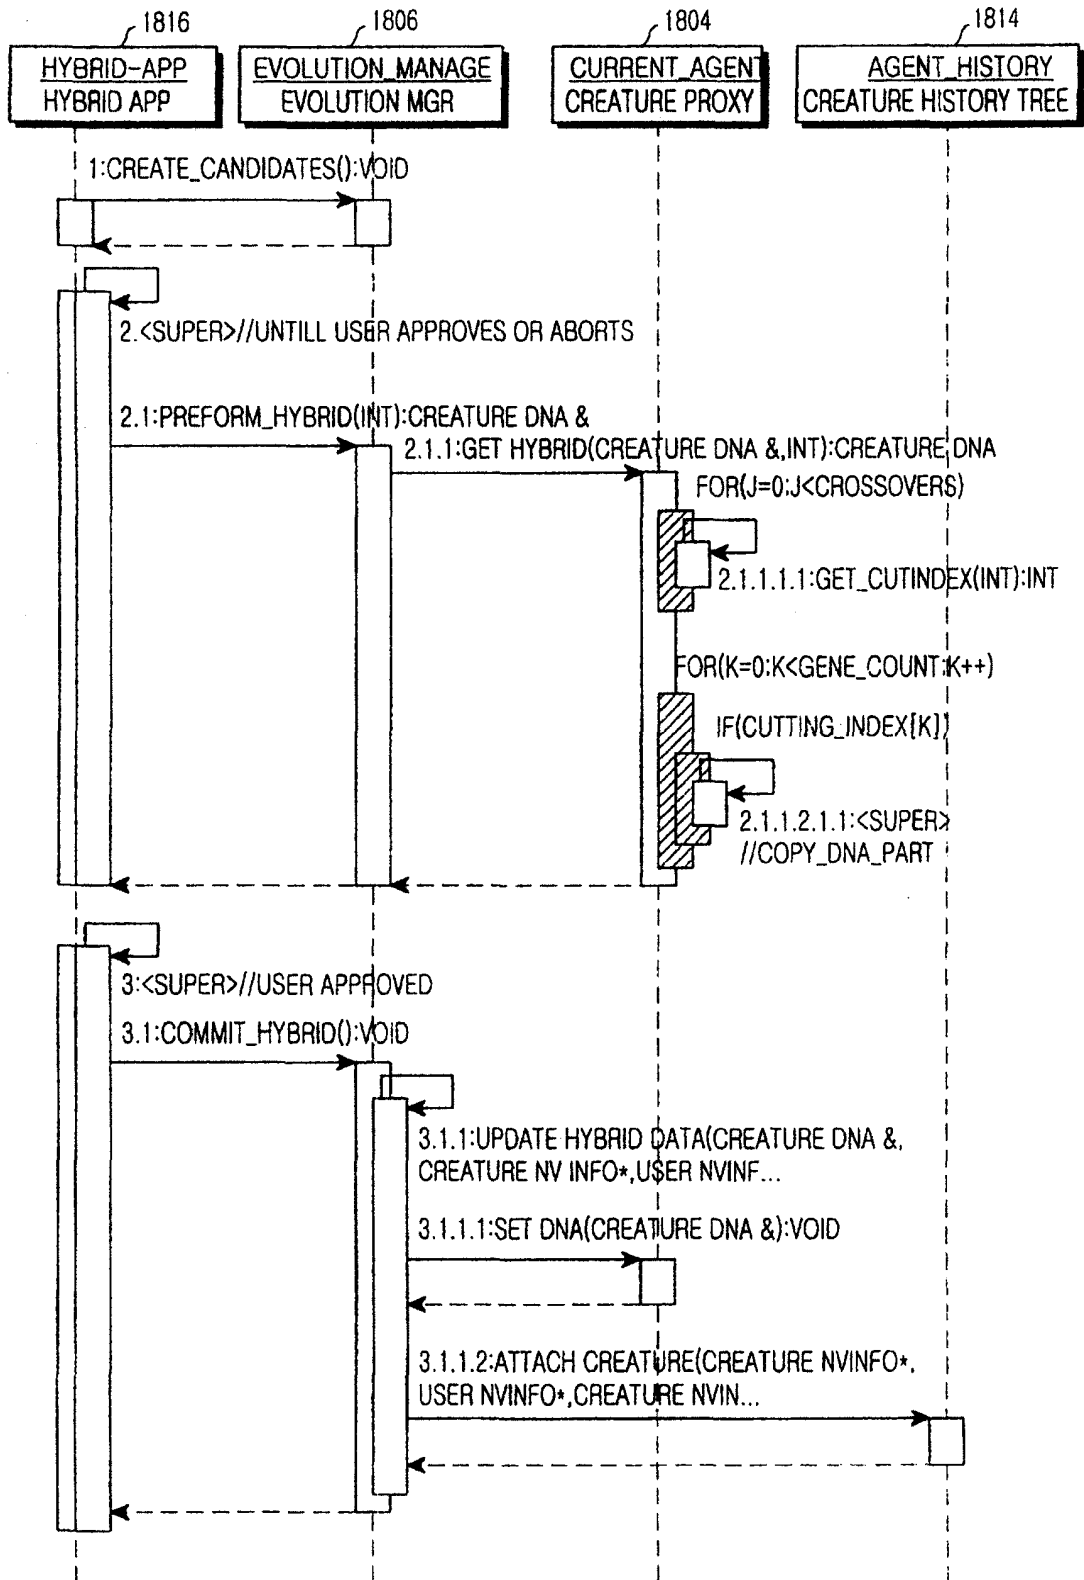 1816
1806
1804
1814
HYBRID-APP
HYBRID APP
EVOLUTION_MANAGE
EVOLUTION MGR
CURRENT_AGENT
CREATURE PROXY
AGENT_HISTORY
CREATURE HISTORY TREE
1:CREATE_CANDIDATES():VOID
2.<SUPER>//UNTILL USER APPROVES OR ABORTS
2.1:PREFORM_HYBRID(INT):CREATURE DNA &
2.1.1:GET HYBRID(CREATURE DNA &,INT):CREATURE DNA
FOR(J=0:J<CROSSOVERS)
2.1.1.1.1:GET_CUTINDEX(INT):INT
FOR(K=0:K<GENE_COUNT:K++)
IF(CUTTING_INDEX[K])
2.1.1.2.1.1:<SUPER>
//COPY_DNA_PART
3:<SUPER>//USER APPROVED
3.1:COMMIT_HYBRID():VOID
3.1.1:UPDATE HYBRID DATA(CREATURE DNA &,
CREATURE NV INFO*,USER NVINF...
3.1.1.1:SET DNA(CREATURE DNA &):VOID
3.1.1.2:ATTACH CREATURE(CREATURE NVINFO*,
USER NVINFO*,CREATURE NVIN...